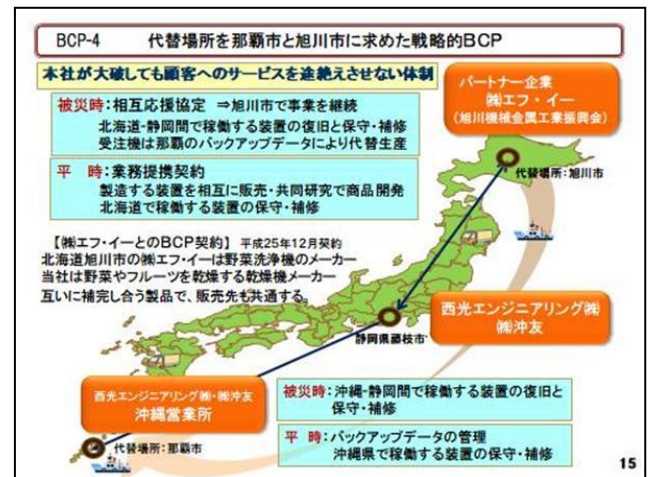 BCP-4 代替場所を那覇市と旭川市に求めた戦略的BCP
本社が大破しても顧客へのサービスを途絶えさせない体制
被災時:相互応援協定 ⇒旭川市で事業を継続
北海道-静岡間で稼働する装置の復旧と保守・補修
受注機は那覇のバックアップデータにより代替生産
平 時:業務提携契約
製造する装置を相互に販売・共同研究で商品開発
北海道で稼働する装置の保守・補修
パートナー企業
㈱エフ・イー
(旭川機械金属工業振興会)
代替場所:旭川市
【㈱エフ・イーとのBCP契約】 平成25年12月契約
北海道旭川市の㈱エフ・イーは野菜洗浄機のメーカー
当社は野菜やフルーツを乾燥する乾燥機メーカー
互いに補完し合う製品で、販売先も共通する。
西光エンジニアリング㈱
㈱沖友
静岡県藤枝市
西光エンジニアリング㈱・㈱沖友
沖縄営業所
代替場所:那覇市
被災時:沖縄-静岡間で稼働する装置の復旧と
保守・補修
平 時:バックアップデータの管理
沖縄県で稼働する装置の保守・補修
15